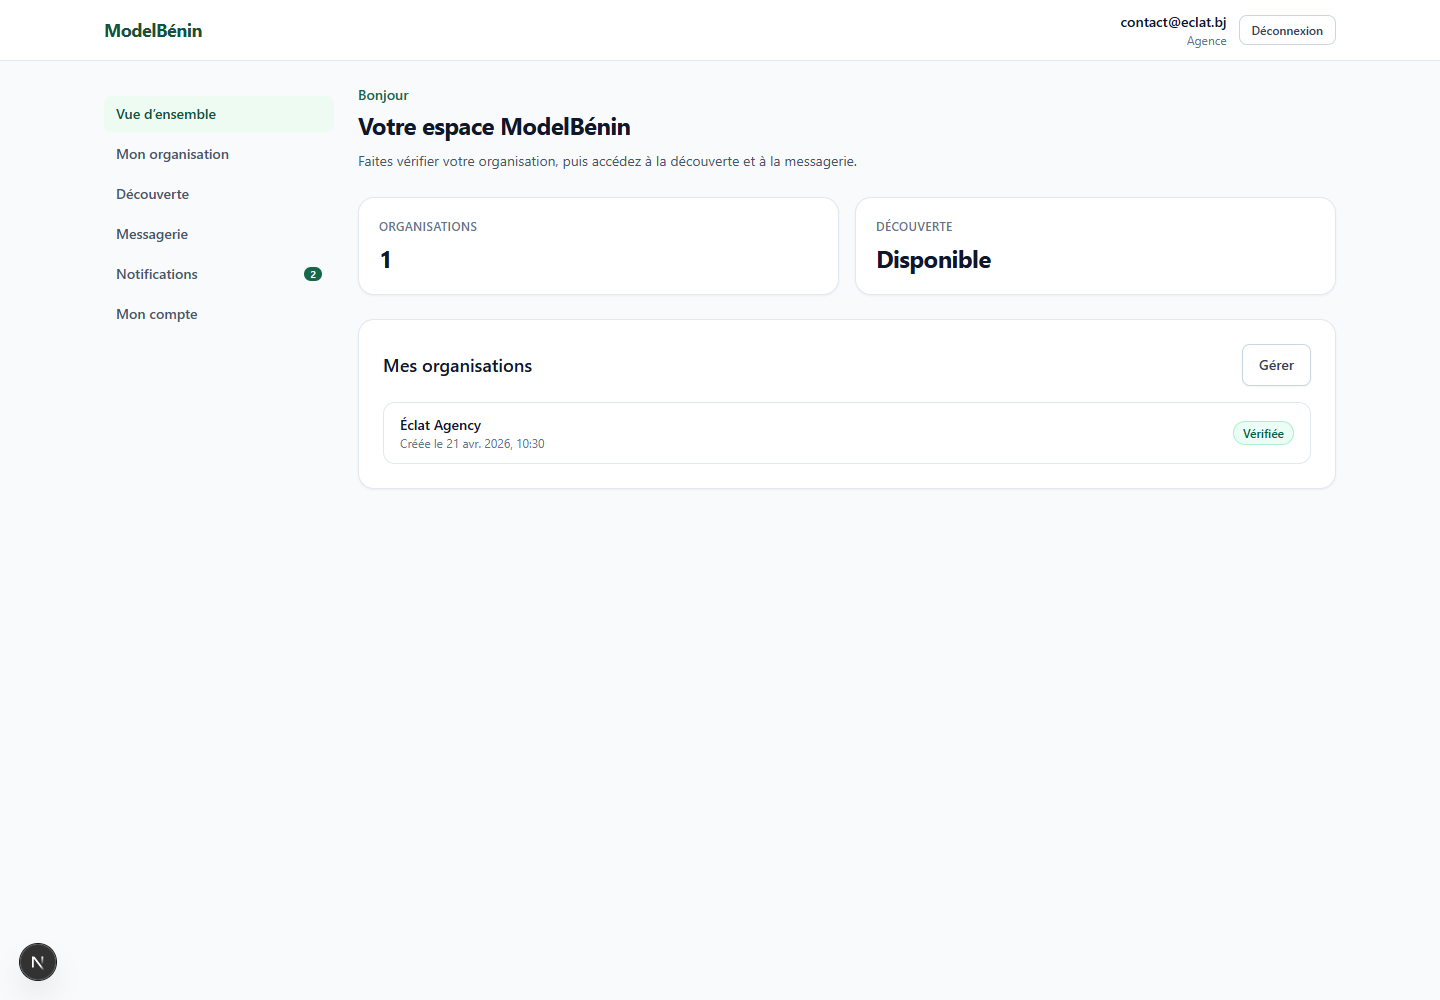 ModelBénin
contact@eclat.bj
Agence
Déconnexion
Vue d’ensemble
Mon organisation
Découverte
Messagerie
Notifications 2
Mon compte
Bonjour
Votre espace ModelBénin
Faites vérifier votre organisation, puis accédez à la découverte et à la messagerie.
ORGANISATIONS
1
DÉCOUVERTE
Disponible
Mes organisations
Gérer
Éclat Agency
Créée le 21 avr. 2026, 10:30
Vérifiée
N